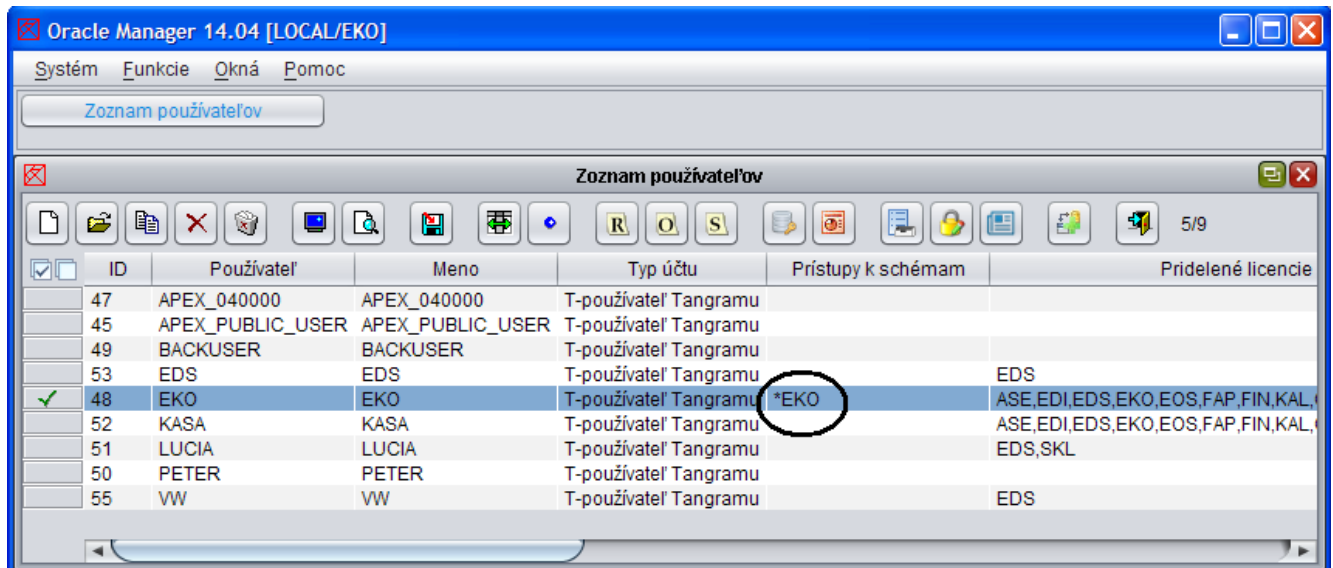 Oracle Manager 14.04 [LOCAL/EKO]
Systém Funkcie Okná Pomoc
Zoznam používateľov
Zoznam používateľov
R O S 5/9
ID Používateľ Meno Typ účtu Prístupy k schémam Pridelené licencie
47 APEX_040000 APEX_040000 T-používateľ Tangramu
45 APEX_PUBLIC_USER APEX_PUBLIC_USER T-používateľ Tangramu
49 BACKUSER BACKUSER T-používateľ Tangramu
53 EDS EDS T-používateľ Tangramu EDS
48 EKO EKO T-používateľ Tangramu *EKO ASE,EDI,EDS,EKO,EOS,FAP,FIN,KAL,
52 KASA KASA T-používateľ Tangramu ASE,EDI,EDS,EKO,EOS,FAP,FIN,KAL,
51 LUCIA LUCIA T-používateľ Tangramu EDS,SKL
50 PETER PETER T-používateľ Tangramu
55 VW VW T-používateľ Tangramu EDS